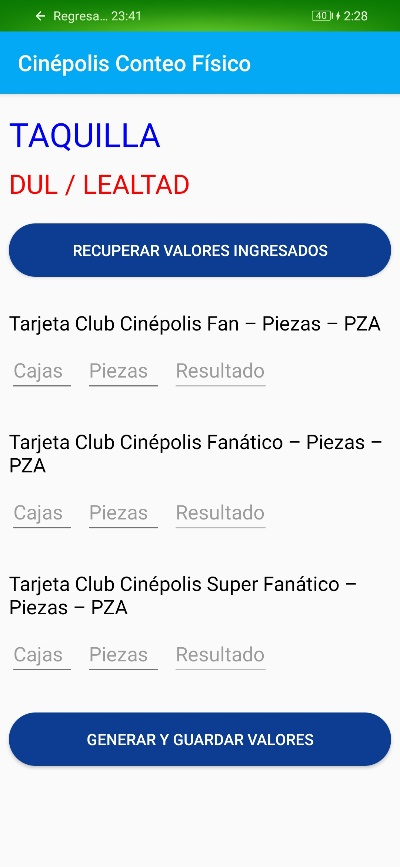 ← Regresa... 23:41 40 2:28
Cinépolis Conteo Físico
TAQUILLA
DUL / LEALTAD
RECUPERAR VALORES INGRESADOS
Tarjeta Club Cinépolis Fan – Piezas – PZA
Cajas Piezas Resultado
Tarjeta Club Cinépolis Fanático – Piezas –
PZA
Cajas Piezas Resultado
Tarjeta Club Cinépolis Super Fanático –
Piezas – PZA
Cajas Piezas Resultado
GENERAR Y GUARDAR VALORES